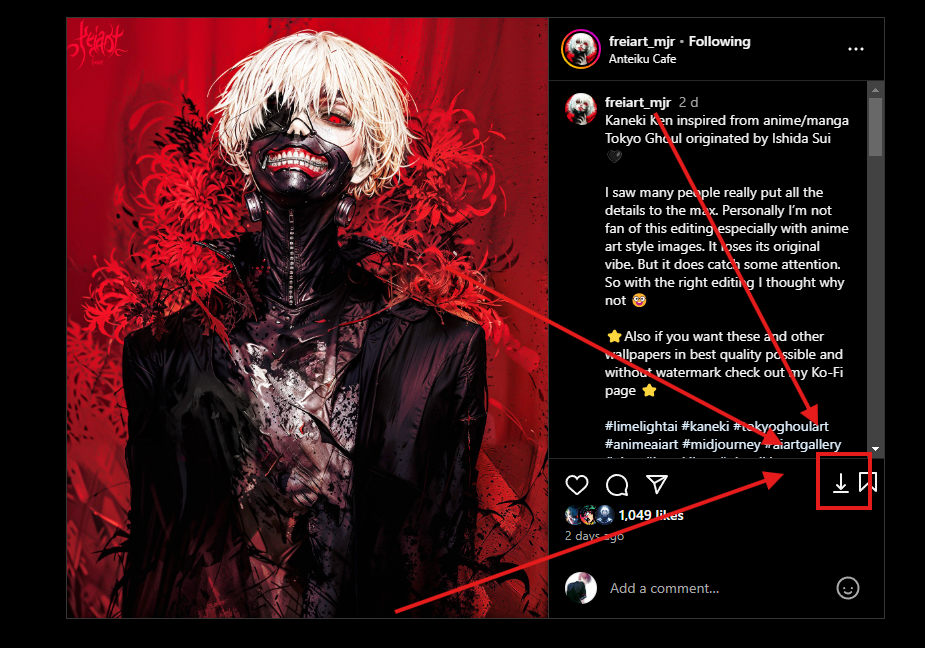 freiart
freiart_mjr • Following
Anteiku Cafe
freiart_mjr 2 d
Kaneki Ken inspired from anime/manga
Tokyo Ghoul originated by Ishida Sui
🖤
I saw many people really put all the
details to the max. Personally I’m not
fan of this editing especially with anime
art style images. It loses its original
vibe. But it does catch some attention.
So with the right editing I thought why
not 🤡
⭐ Also if you want these and other
wallpapers in best quality possible and
without watermark check out my Ko-Fi
page ⭐
#limelightai #kaneki #tokyoghoulart
#animeaiart #midjourney #aiartgallery
1,049 likes
2 days ago
Add a comment...